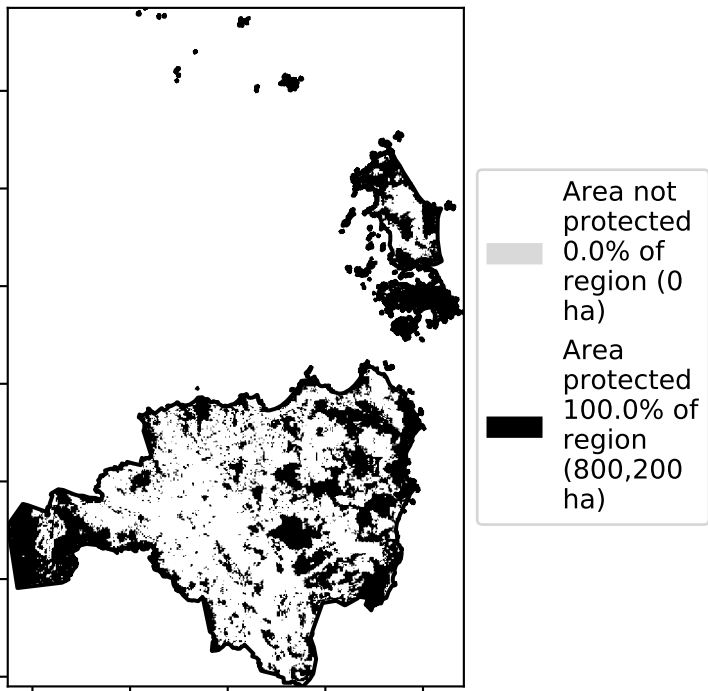 Area not
protected
0.0% of
region (0
ha)
Area
protected
100.0% of
region
(800,200
ha)